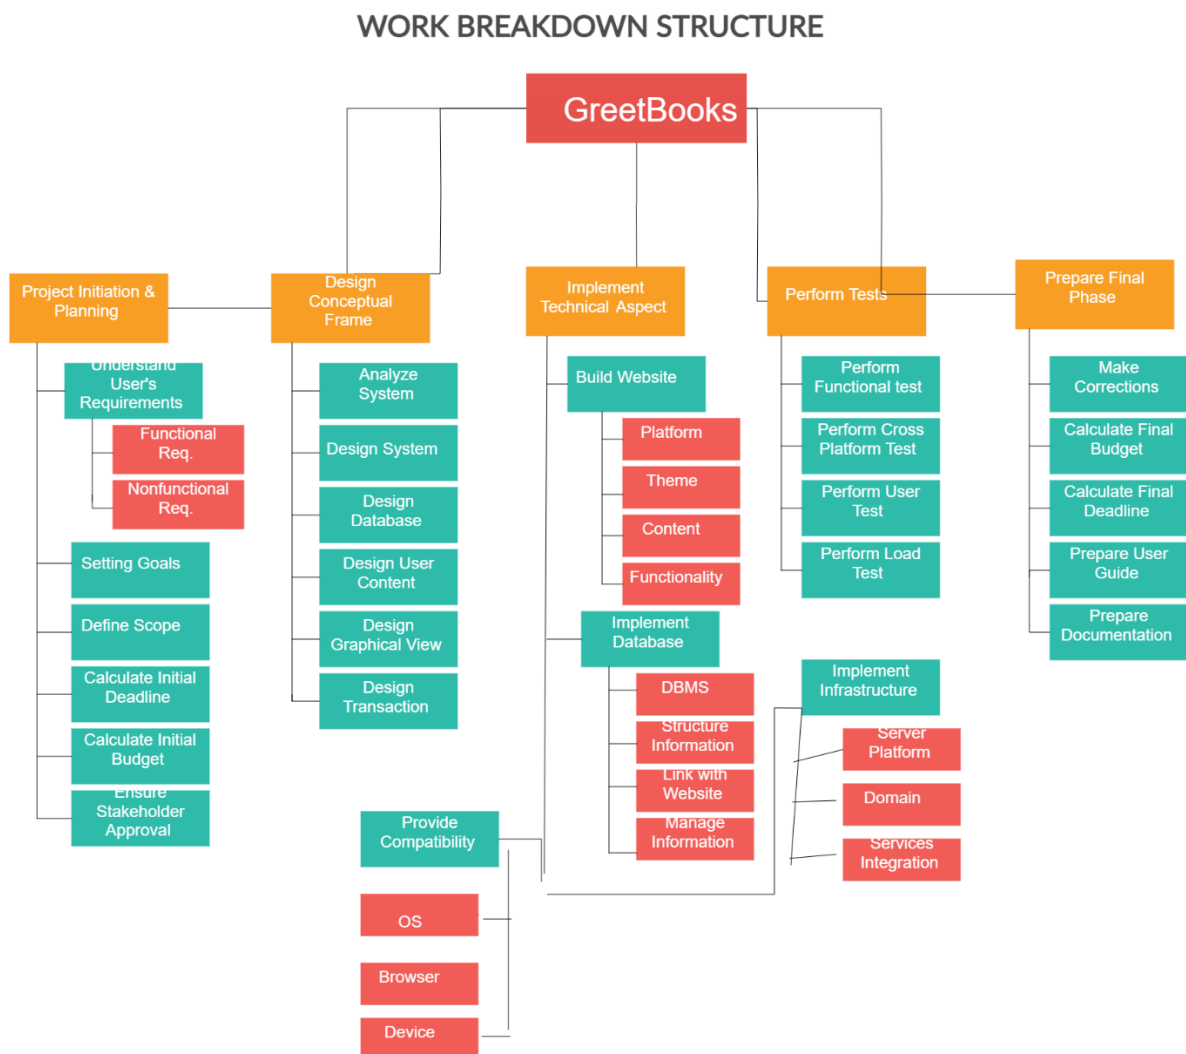 WORK BREAKDOWN STRUCTURE
GreetBooks
Project Initiation &
Planning
Understand
User's
Requirements
Functional
Req.
Nonfunctional
Req.
Setting Goals
Define Scope
Calculate Initial
Deadline
Calculate Initial
Budget
Ensure
Stakeholder
Approval
Design
Conceptual
Frame
Analyze
System
Design System
Design
Database
Design User
Content
Design
Graphical View
Design
Transaction
Implement
Technical Aspect
Build Website
Platform
Theme
Content
Functionality
Implement
Database
DBMS
Structure
Information
Link with
Website
Manage
Information
Provide
Compatibility
OS
Browser
Device
Implement
Infrastructure
Server
Platform
Domain
Services
Integration
Perform Tests
Perform
Functional test
Perform Cross
Platform Test
Perform User
Test
Perform Load
Test
Prepare Final
Phase
Make
Corrections
Calculate Final
Budget
Calculate Final
Deadline
Prepare User
Guide
Prepare
Documentation